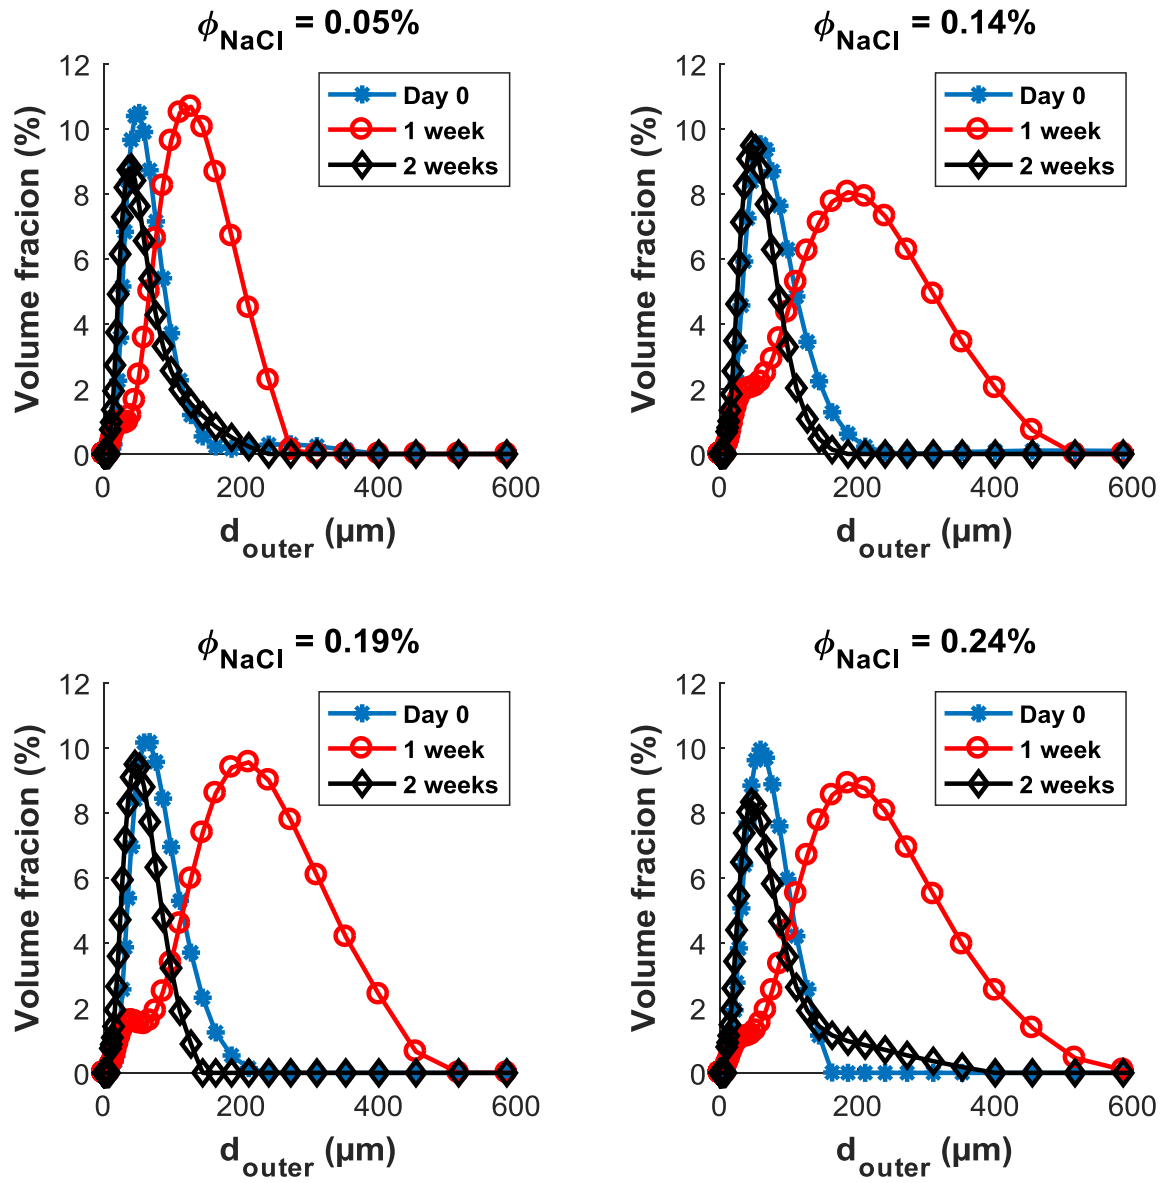 ϕNaCl = 0.05%
12
10
8
6
4
2
0
Volume fracion (%)
Day 0
1 week
2 weeks
0 200 400 600
douter (µm)
ϕNaCl = 0.14%
12
10
8
6
4
2
0
Volume fracion (%)
Day 0
1 week
2 weeks
0 200 400 600
douter (µm)
ϕNaCl = 0.19%
12
10
8
6
4
2
0
Volume fracion (%)
Day 0
1 week
2 weeks
0 200 400 600
douter (µm)
ϕNaCl = 0.24%
12
10
8
6
4
2
0
Volume fracion (%)
Day 0
1 week
2 weeks
0 200 400 600
douter (µm)